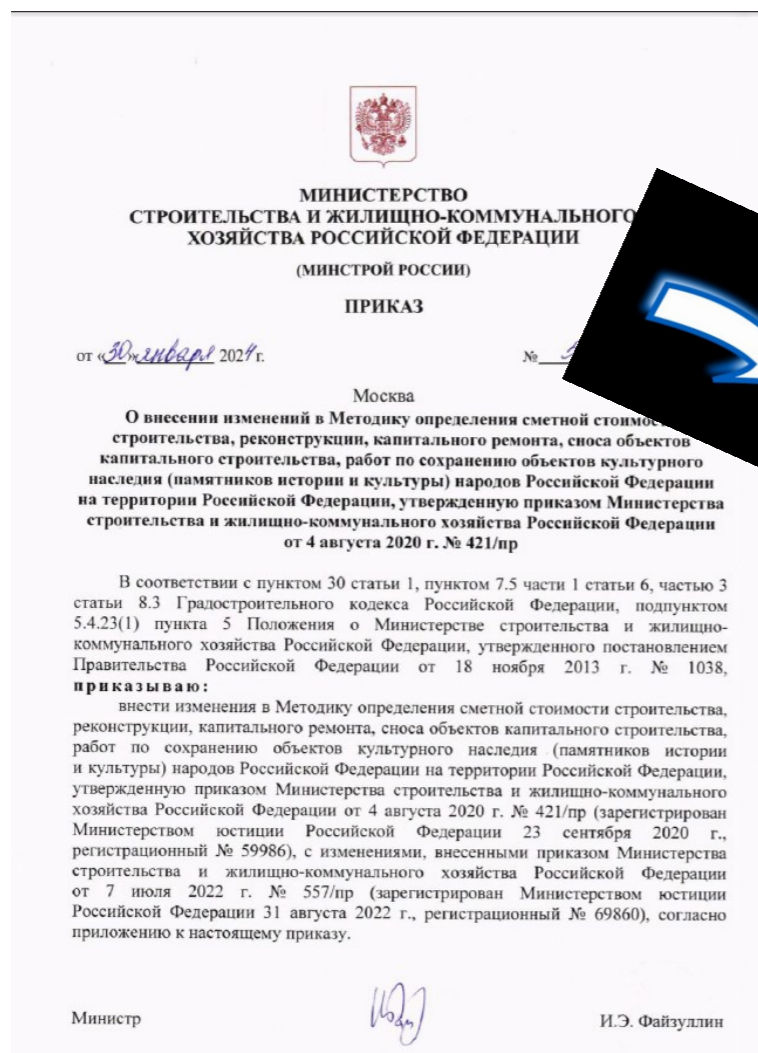 МИНИСТЕРСТВО
СТРОИТЕЛЬСТВА И ЖИЛИЩНО-КОММУНАЛЬНОГО
ХОЗЯЙСТВА РОССИЙСКОЙ ФЕДЕРАЦИИ
(МИНСТРОЙ РОССИИ)
ПРИКАЗ
от «30» января 2024 г. №
Москва
О внесении изменений в Методику определения сметной
строительства, реконструкции, капитального ремонта, сноса объектов
капитального строительства, работ по сохранению объектов культурного
наследия (памятников истории и культуры) народов Российской Федерации
на территории Российской Федерации, утвержденную приказом Министерства
строительства и жилищно-коммунального хозяйства Российской Федерации
от 4 августа 2020 г. № 421/пр
В соответствии с пунктом 30 статьи 1, пунктом 7.5 части 1 статьи 6, частью 3
статьи 8.3 Градостроительного кодекса Российской Федерации, подпунктом
5.4.23(1) пункта 5 Положения о Министерстве строительства и жилищно-
коммунального хозяйства Российской Федерации, утвержденного постановлением
Правительства Российской Федерации от 18 ноября 2013 г. № 1038,
приказываю:
внести изменения в Методику определения сметной стоимости строительства,
реконструкции, капитального ремонта, сноса объектов капитального строительства,
работ по сохранению объектов культурного наследия (памятников истории
и культуры) народов Российской Федерации на территории Российской Федерации,
утвержденную приказом Министерства строительства и жилищно-коммунального
хозяйства Российской Федерации от 4 августа 2020 г. № 421/пр (зарегистрирован
Министерством юстиции Российской Федерации 23 сентября 2020 г.,
регистрационный № 59986), с изменениями, внесенными приказом Министерства
строительства и жилищно-коммунального хозяйства Российской Федерации
от 7 июля 2022 г. № 557/пр (зарегистрирован Министерством юстиции
Российской Федерации 31 августа 2022 г., регистрационный № 69860), согласно
приложению к настоящему приказу.
Министр И.Э. Файзуллин